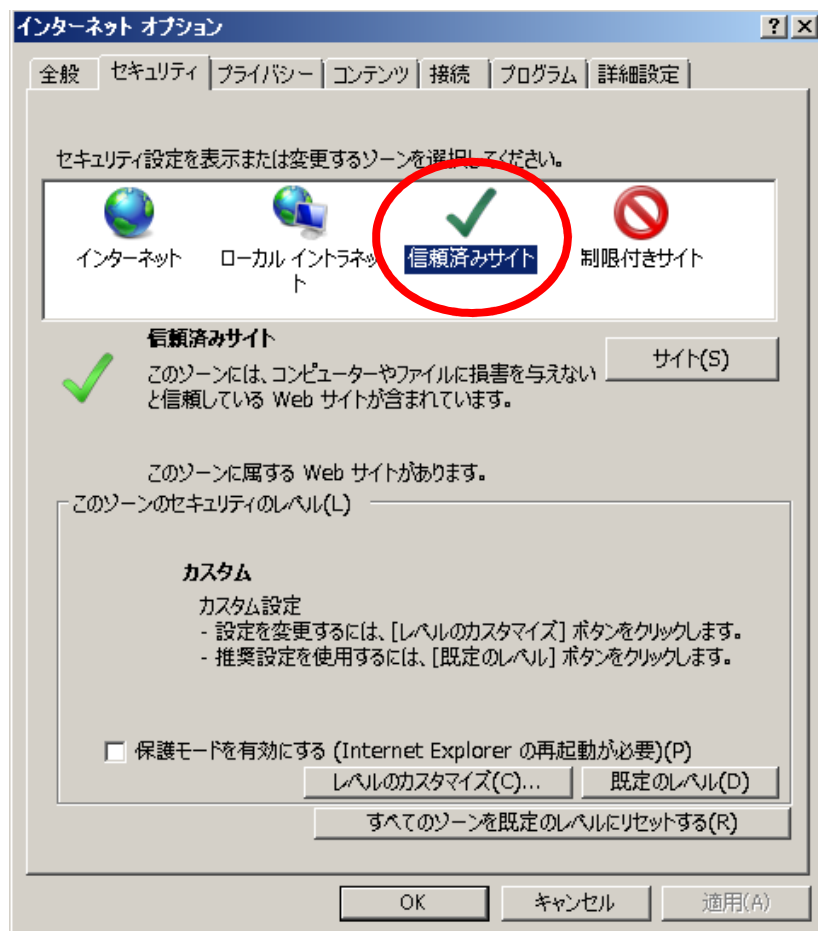 インターネット オプション
全般 セキュリティ プライバシー コンテンツ 接続 プログラム 詳細設定
セキュリティ設定を表示または変更するゾーンを選択してください。
インターネット
ローカル イントラネッ
ト
信頼済みサイト
制限付きサイト
信頼済みサイト
このゾーンには、コンピューターやファイルに損害を与えない
と信頼している Web サイトが含まれています。
サイト(S)
このゾーンに属する Web サイトがあります。
このゾーンのセキュリティのレベル(L)
カスタム
カスタム設定
- 設定を変更するには、[レベルのカスタマイズ] ボタンをクリックします。
- 推奨設定を使用するには、[既定のレベル] ボタンをクリックします。
保護モードを有効にする (Internet Explorer の再起動が必要)(P)
レベルのカスタマイズ(C)... 既定のレベル(D)
すべてのゾーンを既定のレベルにリセットする(R)
OK キャンセル 適用(A)